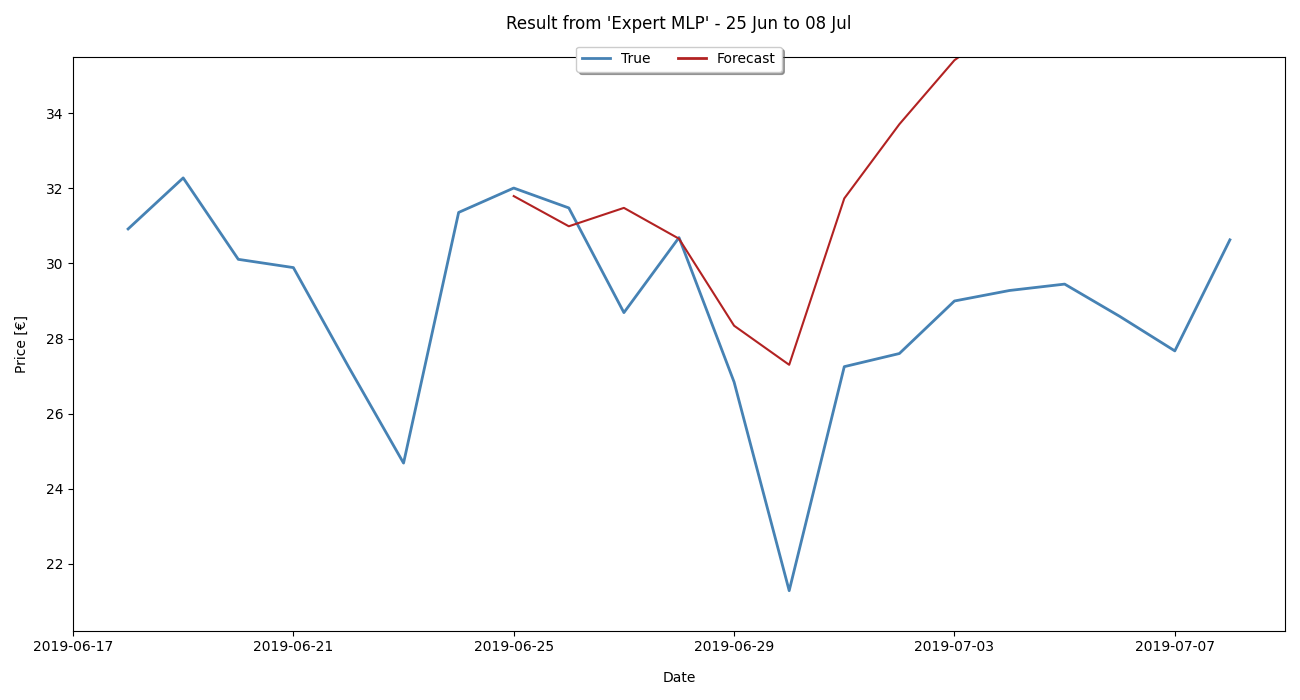 Result from 'Expert MLP' - 25 Jun to 08 Jul
True Forecast
34
32
30
28
26
24
22
Price [€]
2019-06-17 2019-06-21 2019-06-25 2019-06-29 2019-07-03 2019-07-07
Date